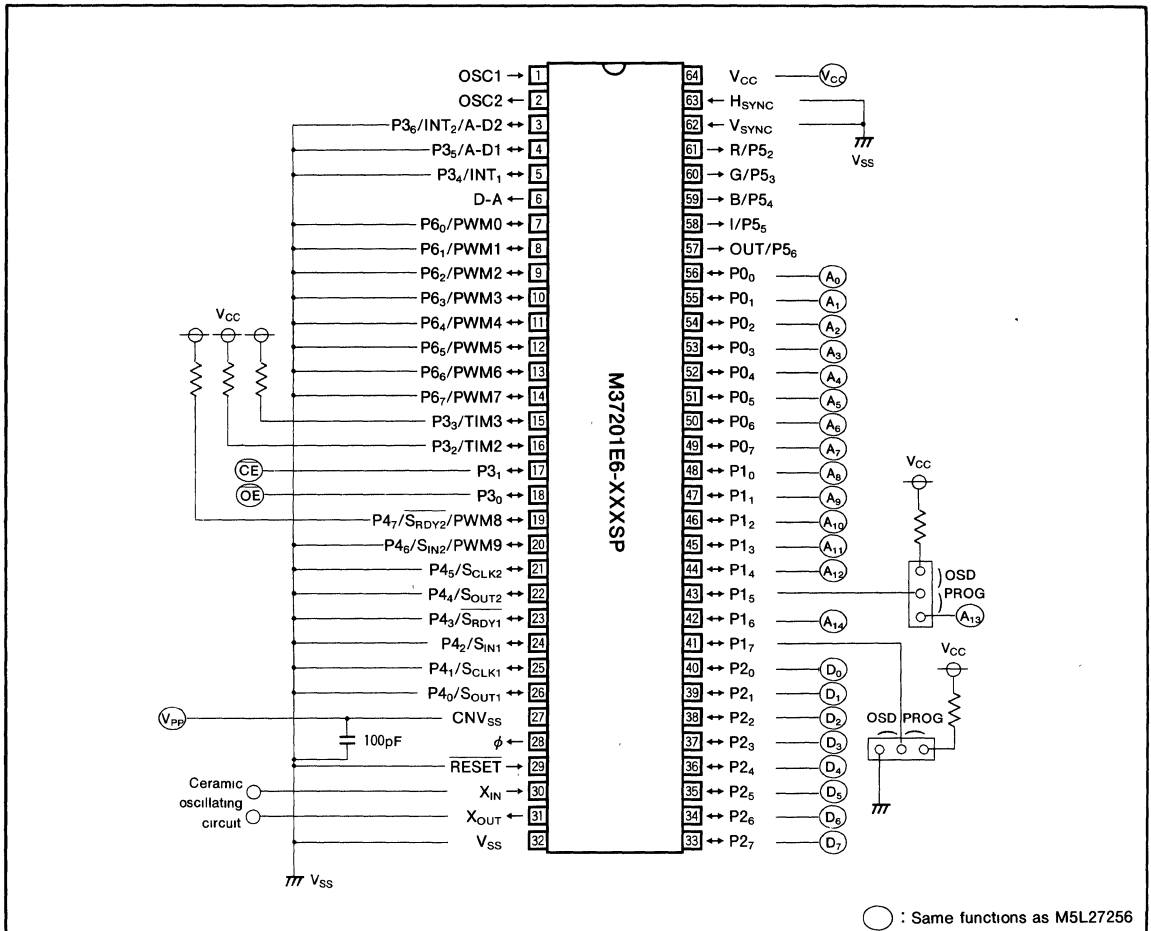 OSC1 → 1
OSC2 ← 2
P3₆/INT₂/A-D2 ↔ 3
P3₅/A-D1 ↔ 4
P3₄/INT₁ ↔ 5
D-A ← 6
P6₀/PWM0 ↔ 7
P6₁/PWM1 ↔ 8
P6₂/PWM2 ↔ 9
P6₃/PWM3 ↔ 10
P6₄/PWM4 ↔ 11
P6₅/PWM5 ↔ 12
P6₆/PWM6 ↔ 13
P6₇/PWM7 ↔ 14
P3₃/TIM3 ↔ 15
P3₂/TIM2 ↔ 16
CE P3₁ ↔ 17
OE P3₀ ↔ 18
P4₇/SRDY2/PWM8 ↔ 19
P4₆/SIN2/PWM9 ↔ 20
P4₅/SCLK2 ↔ 21
P4₄/SOUT2 ↔ 22
P4₃/SRDY1 ↔ 23
P4₂/SIN1 ↔ 24
P4₁/SCLK1 ↔ 25
P4₀/SOUT1 ↔ 26
VPP CNVSS 27
100pF
φ ← 28
RESET → 29
XIN → 30
XOUT ← 31
VSS 32
VCC
Ceramic
oscillating
circuit
VSS
M37201E6-XXXSP
64 VCC VCC
63 ← HSYNC
62 ← VSYNC
VSS
61 → R/P5₂
60 → G/P5₃
59 → B/P5₄
58 → I/P5₅
57 → OUT/P5₆
56 ↔ P0₀ A₀
55 ↔ P0₁ A₁
54 ↔ P0₂ A₂
53 ↔ P0₃ A₃
52 ↔ P0₄ A₄
51 ↔ P0₅ A₅
50 ↔ P0₆ A₆
49 ↔ P0₇ A₇
48 ↔ P1₀ A₈
47 ↔ P1₁ A₉
46 ↔ P1₂ A₁₀
45 ↔ P1₃ A₁₁
44 ↔ P1₄ A₁₂
43 ↔ P1₅
42 ↔ P1₆ A₁₄
41 ↔ P1₇
40 ↔ P2₀ D₀
39 ↔ P2₁ D₁
38 ↔ P2₂ D₂
37 ↔ P2₃ D₃
36 ↔ P2₄ D₄
35 ↔ P2₅ D₅
34 ↔ P2₆ D₆
33 ↔ P2₇ D₇
VCC
OSD
PROG
A₁₃
VCC
OSD PROG
: Same functions as M5L27256